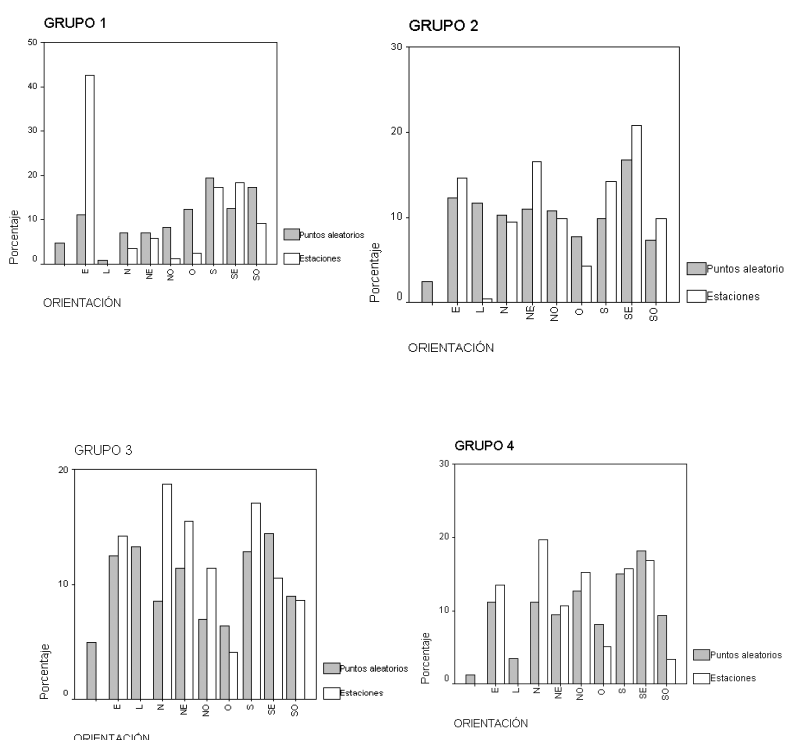 GRUPO 1
50
40
30
20
10
0
Porcentaje
E
L
N
NE
NO
O
S
SE
SO
Puntos aleatorios
Estaciones
ORIENTACIÓN
GRUPO 2
30
20
10
0
Porcentaje
E
L
N
NE
NO
O
S
SE
SO
Puntos aleatorio
Estaciones
ORIENTACIÓN
GRUPO 3
20
10
0
Porcentaje
E
L
N
NE
NO
O
S
SE
SO
Puntos aleatorios
Estaciones
ORIENTACIÓN
GRUPO 4
30
20
10
0
Porcentaje
E
L
N
NE
NO
O
S
SE
SO
Puntos aleatorios
Estaciones
ORIENTACIÓN